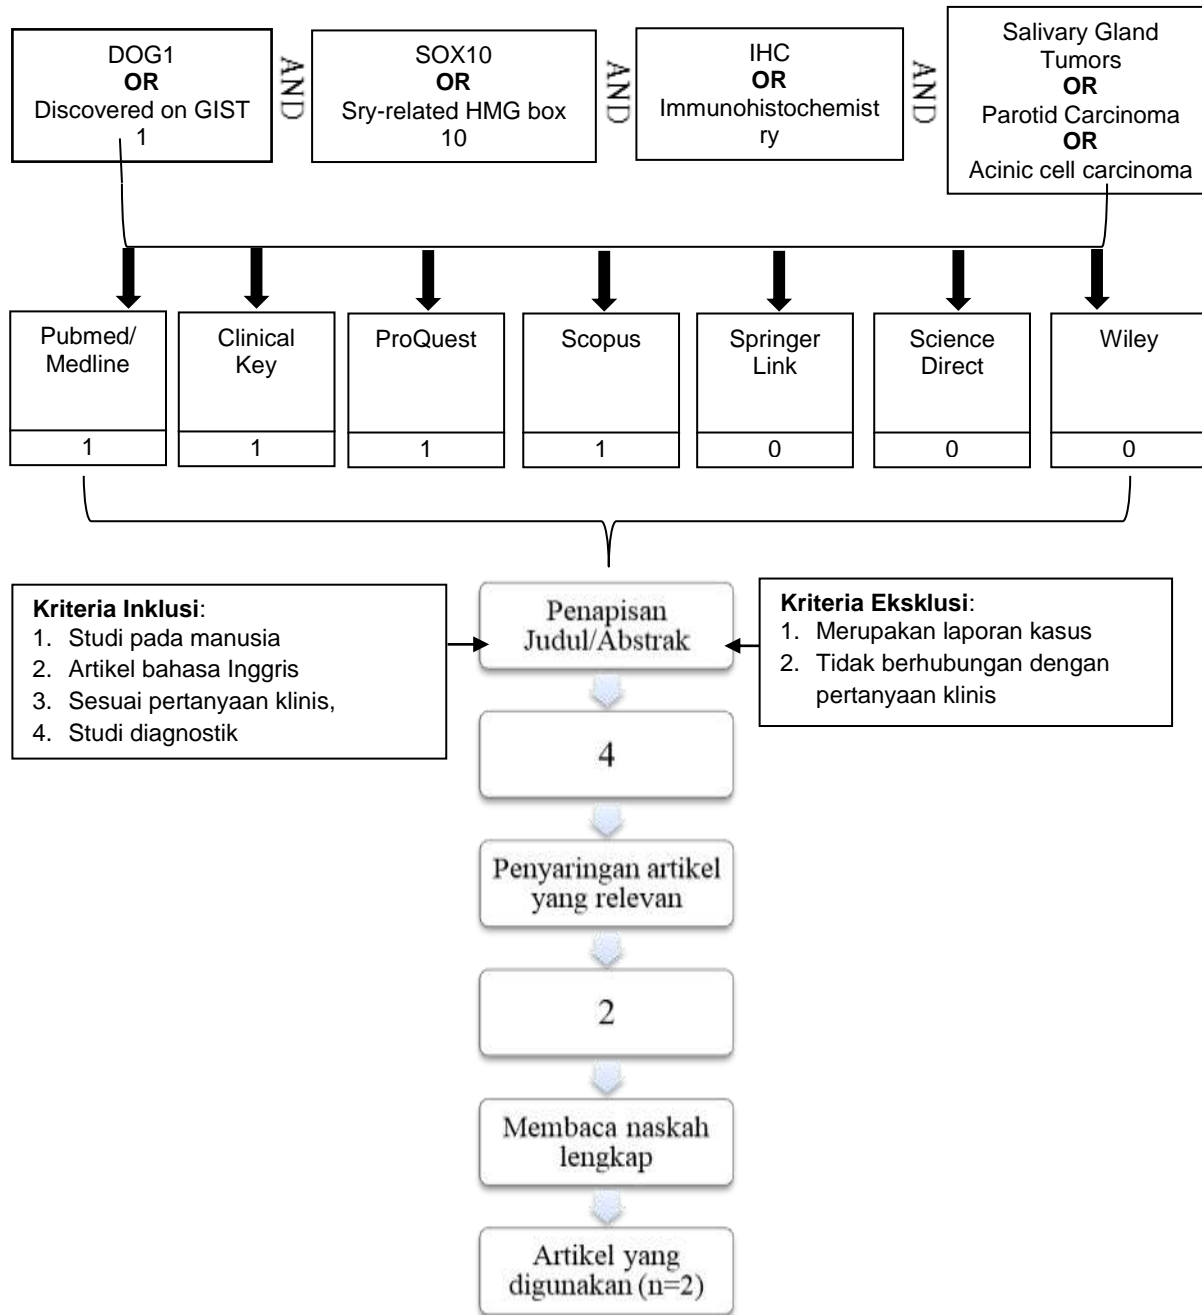 DOG1
OR
Discovered on GIST
1
AND
SOX10
OR
Sry-related HMG box
10
AND
IHC
OR
Immunohistochemist
ry
AND
Salivary Gland
Tumors
OR
Parotid Carcinoma
OR
Acinic cell carcinoma
Pubmed/
Medline
1
Clinical
Key
1
ProQuest
1
Scopus
1
Springer
Link
0
Science
Direct
0
Wiley
0
Kriteria Inklusi:
1. Studi pada manusia
2. Artikel bahasa Inggris
3. Sesuai pertanyaan klinis,
4. Studi diagnostik
Penapisan
Judul/Abstrak
Kriteria Eksklusi:
1. Merupakan laporan kasus
2. Tidak berhubungan dengan
pertanyaan klinis
4
Penyaringan artikel
yang relevan
2
Membaca naskah
lengkap
Artikel yang
digunakan (n=2)